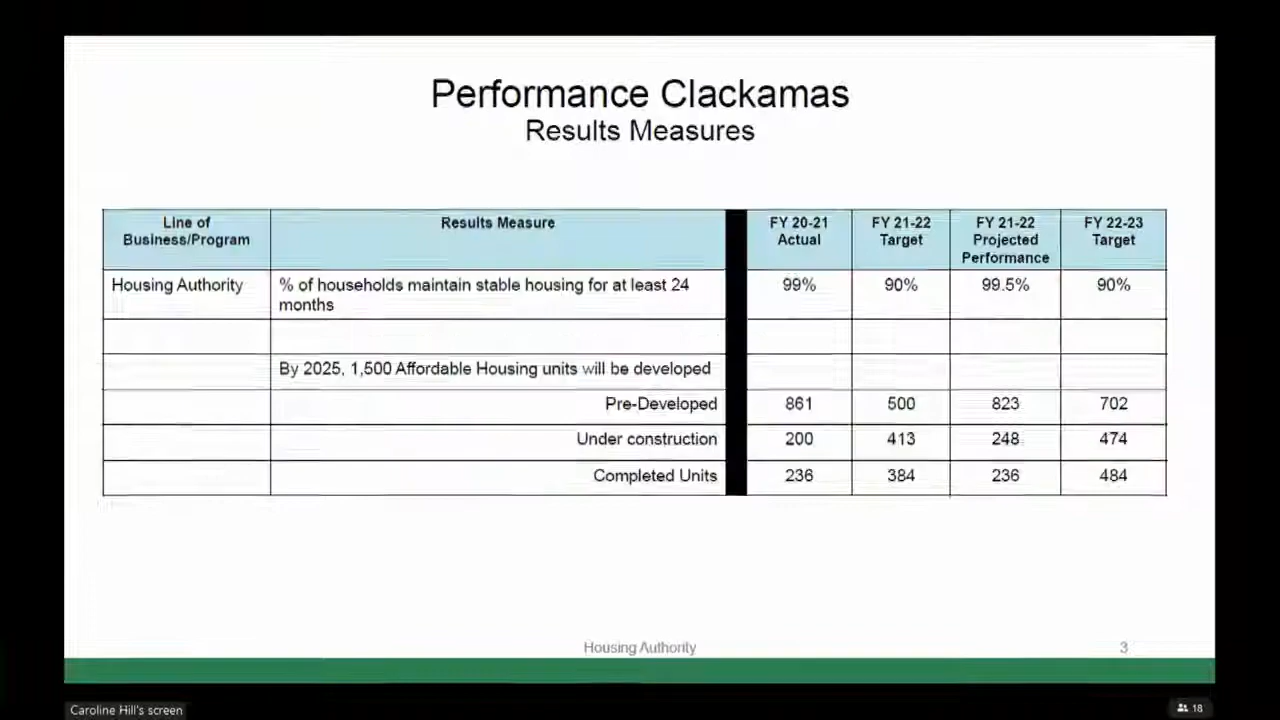 Performance Clackamas
Results Measures
Line of
Business/Program
Results Measure
FY 20-21
Actual
FY 21-22
Target
FY 21-22
Projected
Performance
FY 22-23
Target
Housing Authority
% of households maintain stable housing for at least 24
months
99%
90%
99.5%
90%
By 2025, 1,500 Affordable Housing units will be developed
Pre-Developed
861
500
823
702
Under construction
200
413
248
474
Completed Units
236
384
236
484
Housing Authority
3
Caroline Hill's screen
18